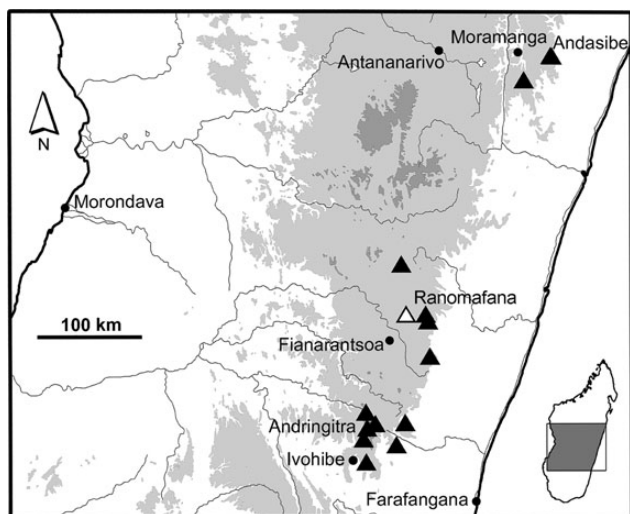 Moramanga
Andasibe
Antananarivo
N
Morondava
Ranomafana
100 km
Fianarantsoa
Andringitra
Ivohibe
Farafangana